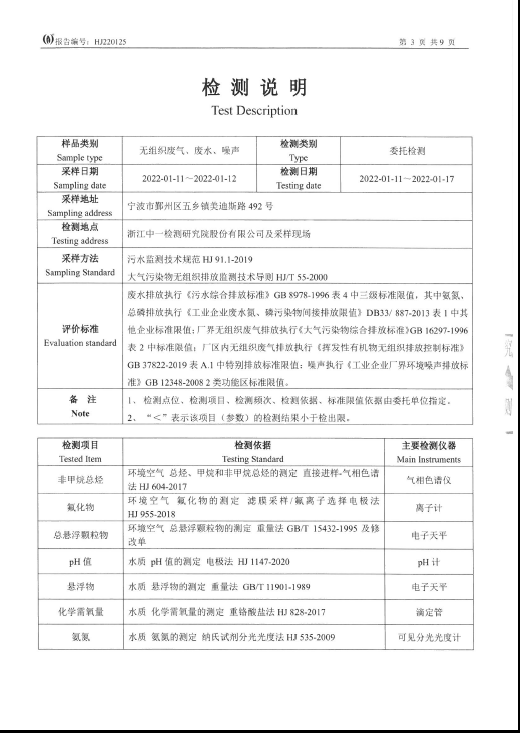 报告编号: HJ220125
第 3 页 共 9 页
检 测 说 明
Test Description
样品类别
Sample type
无组织废气、废水、噪声
检测类别
Type
委托检测
采样日期
Sampling date
2022-01-11～2022-01-12
检测日期
Testing date
2022-01-11～2022-01-17
采样地址
Sampling address
宁波市鄞州区五乡镇美迪斯路 492 号
检测地点
Testing address
浙江中一检测研究院股份有限公司及采样现场
采样方法
Sampling Standard
污水监测技术规范 HJ 91.1-2019
大气污染物无组织排放监测技术导则 HJ/T 55-2000
评价标准
Evaluation standard
废水排放执行《污水综合排放标准》GB 8978-1996 表 4 中三级标准限值，其中氨氮、
总磷排放执行《工业企业废水氮、磷污染物间接排放限值》DB33/ 887-2013 表 1 中其
他企业标准限值；厂界无组织废气排放执行《大气污染物综合排放标准》GB 16297-1996
表 2 中标准限值；厂区内无组织废气排放执行《挥发性有机物无组织排放控制标准》
GB 37822-2019 表 A.1 中特别排放标准限值；噪声执行《工业企业厂界环境噪声排放标
准》GB 12348-2008 2 类功能区标准限值。
备 注
Note
1、 检测点位、检测项目、检测频次、检测依据、标准限值依据由委托单位指定。
2、 “＜”表示该项目（参数）的检测结果小于检出限。
检测项目
Tested Item
检测依据
Testing Standard
主要检测仪器
Main Instruments
非甲烷总烃
环境空气 总烃、甲烷和非甲烷总烃的测定 直接进样-气相色谱
法 HJ 604-2017
气相色谱仪
氟化物
环境空气 氟化物的测定 滤膜采样/氟离子选择电极法
HJ 955-2018
离子计
总悬浮颗粒物
环境空气 总悬浮颗粒物的测定 重量法 GB/T 15432-1995 及修
改单
电子天平
pH 值
水质 pH 值的测定 电极法 HJ 1147-2020
pH 计
悬浮物
水质 悬浮物的测定 重量法 GB/T 11901-1989
电子天平
化学需氧量
水质 化学需氧量的测定 重铬酸盐法 HJ 828-2017
滴定管
氨氮
水质 氨氮的测定 纳氏试剂分光光度法 HJ 535-2009
可见分光光度计